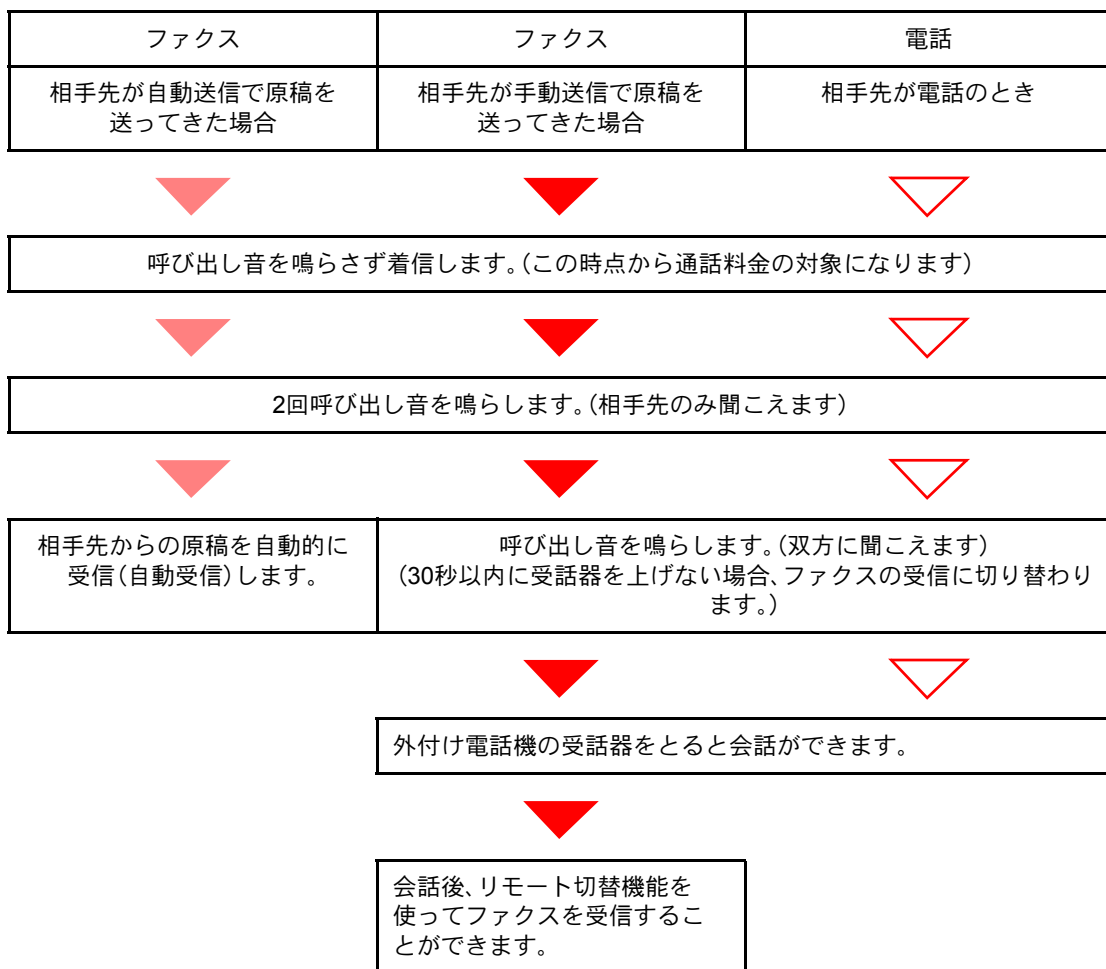 ファクス
ファクス
電話
相手先が自動送信で原稿を
送ってきた場合
相手先が手動送信で原稿を
送ってきた場合
相手先が電話のとき
呼び出し音を鳴らさず着信します。（この時点から通話料金の対象になります）
2回呼び出し音を鳴らします。（相手先のみ聞こえます）
相手先からの原稿を自動的に
受信（自動受信）します。
呼び出し音を鳴らします。（双方に聞こえます）
（30秒以内に受話器を上げない場合、ファクスの受信に切り替わり
ます。）
外付け電話機の受話器をとると会話ができます。
会話後、リモート切替機能を
使ってファクスを受信するこ
とができます。